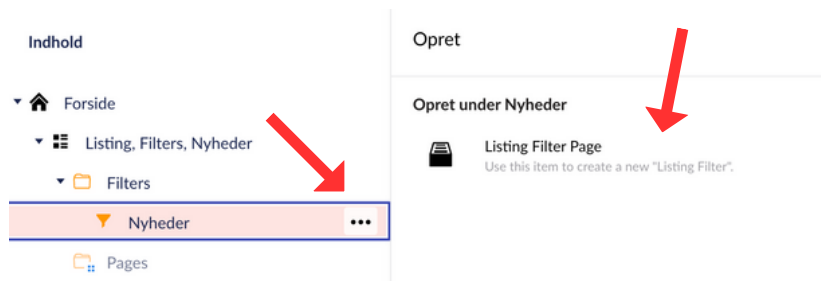 Indhold
Forside
Listing, Filters, Nyheder
Filters
Nyheder
Pages
Opret
Opret under Nyheder
Listing Filter Page
Use this item to create a new "Listing Filter".